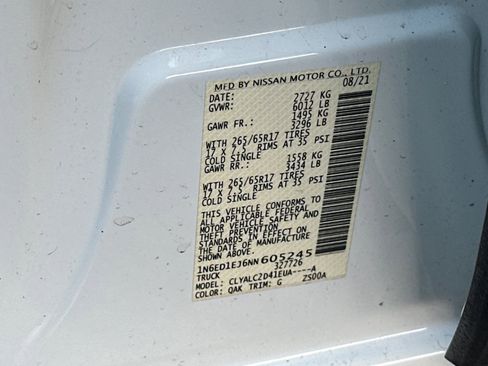 MFD BY NISSAN MOTOR CO., LTD.
DATE: 08/21
GVWR: 2727 KG
6012 LB
GAWR FR.: 1495 KG
3296 LB
WITH 265/65R17 TIRES
17 X 7.5 RIMS AT 35 PSI
COLD SINGLE
GAWR RR.: 1558 KG
3434 LB
WITH 265/65R17 TIRES
17 X 7.5 RIMS AT 35 PSI
COLD SINGLE
THIS VEHICLE CONFORMS TO
ALL APPLICABLE FEDERAL
MOTOR VEHICLE SAFETY AND
THEFT PREVENTION
STANDARDS IN EFFECT ON
THE DATE OF MANUFACTURE
SHOWN ABOVE.
1N6ED1EJ6NN605245
TRUCK 327726
MODEL: CLYALC2D41EUA----A
COLOR: QAK TRIM: G ZS00A